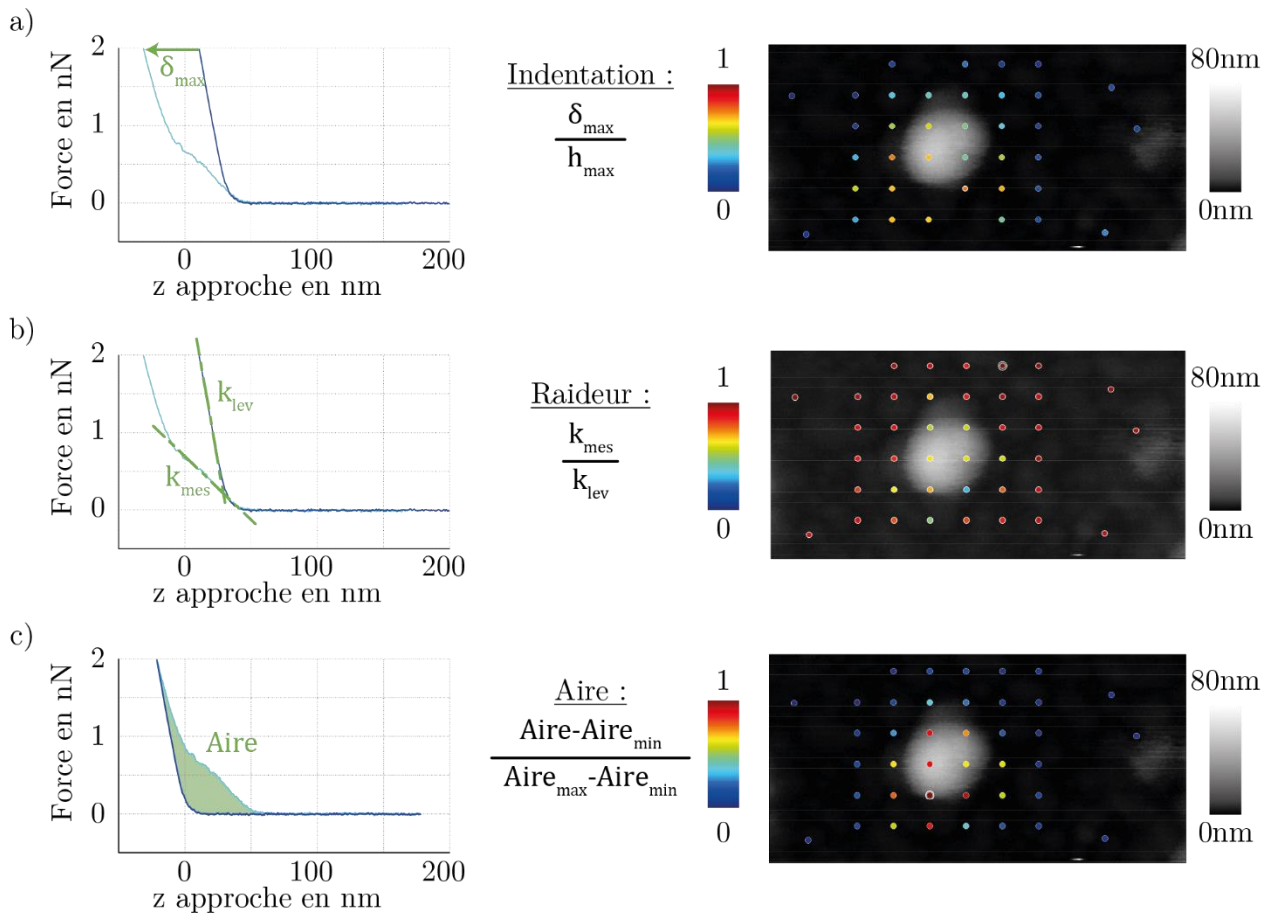 a)
Force en nN
2
1
0
δmax
0
100
200
z approche en nm
Indentation :
δmax
hmax
1
0
80nm
0nm
b)
Force en nN
2
1
0
klev
kmes
0
100
200
z approche en nm
Raideur :
kmes
klev
1
0
80nm
0nm
c)
Force en nN
2
1
0
Aire
0
100
200
z approche en nm
Aire :
Aire-Airemin
Airemax-Airemin
1
0
80nm
0nm